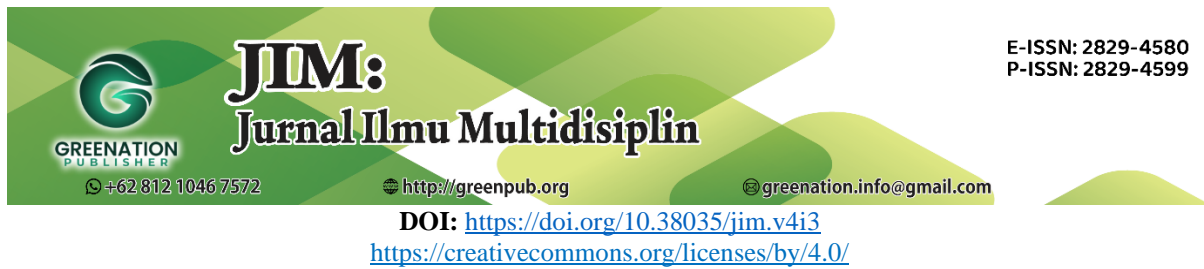 JIM:
Jurnal Ilmu Multidisiplin
E-ISSN: 2829-4580
P-ISSN: 2829-4599
GREENATION
PUBLISHER
+62 812 1046 7572
http://greenpub.org
greenation.info@gmail.com
DOI: https://doi.org/10.38035/jim.v4i3
https://creativecommons.org/licenses/by/4.0/